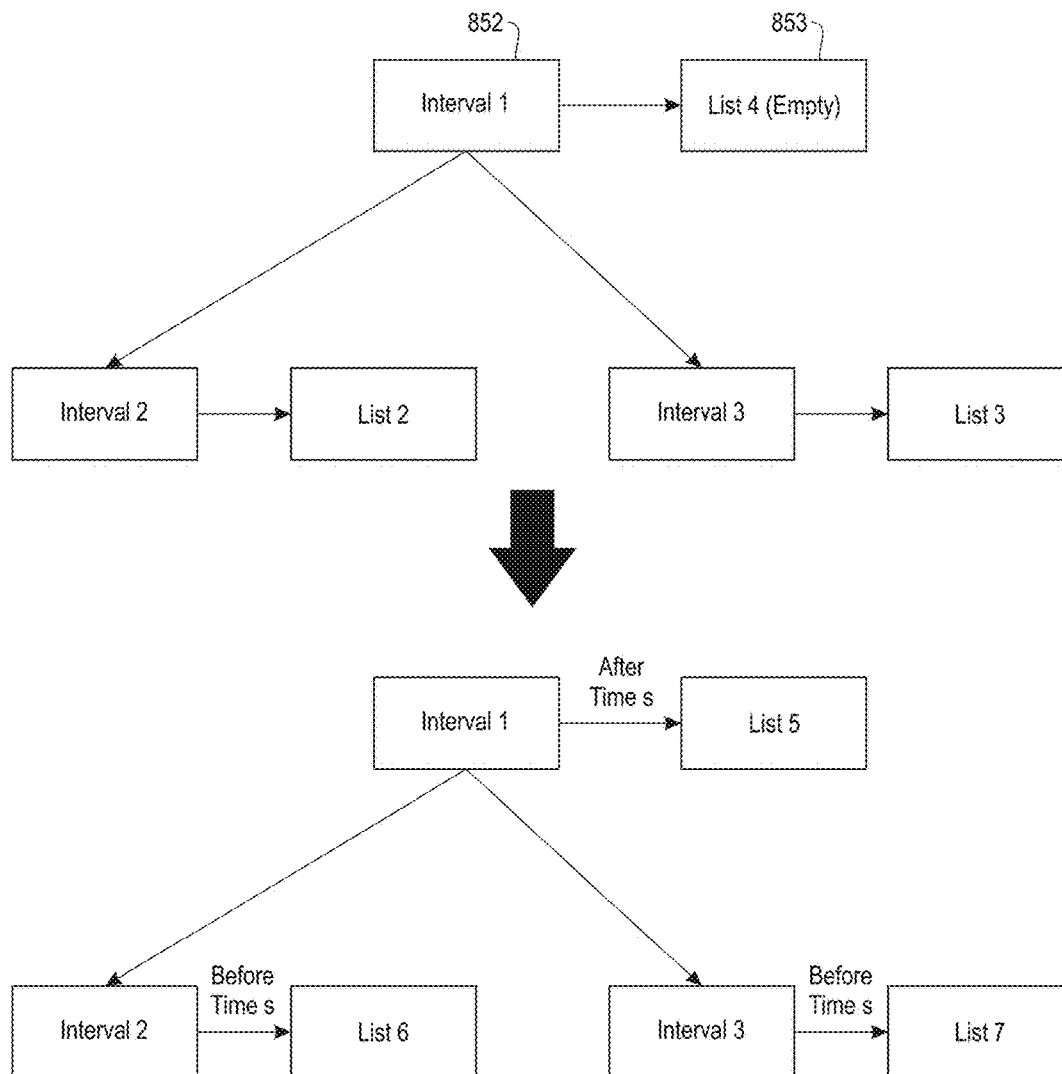 852
853
Interval 1
List 4 (Empty)
Interval 2
List 2
Interval 3
List 3
After
Time s
Interval 1
List 5
Before
Time s
Before
Time s
Interval 2
List 6
Interval 3
List 7